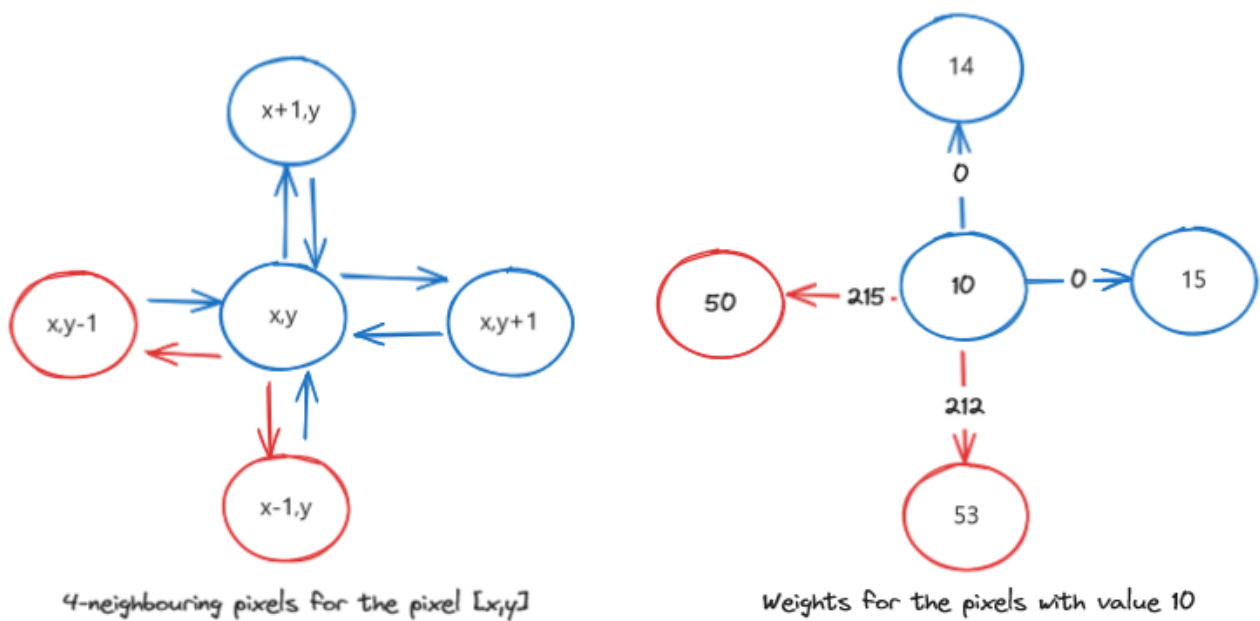 x+1,y
x,y-1
x,y
x,y+1
x-1,y
4-neighbouring pixels for the pixel [x,y]
14
0
50
215
10
0
15
212
53
Weights for the pixels with value 10